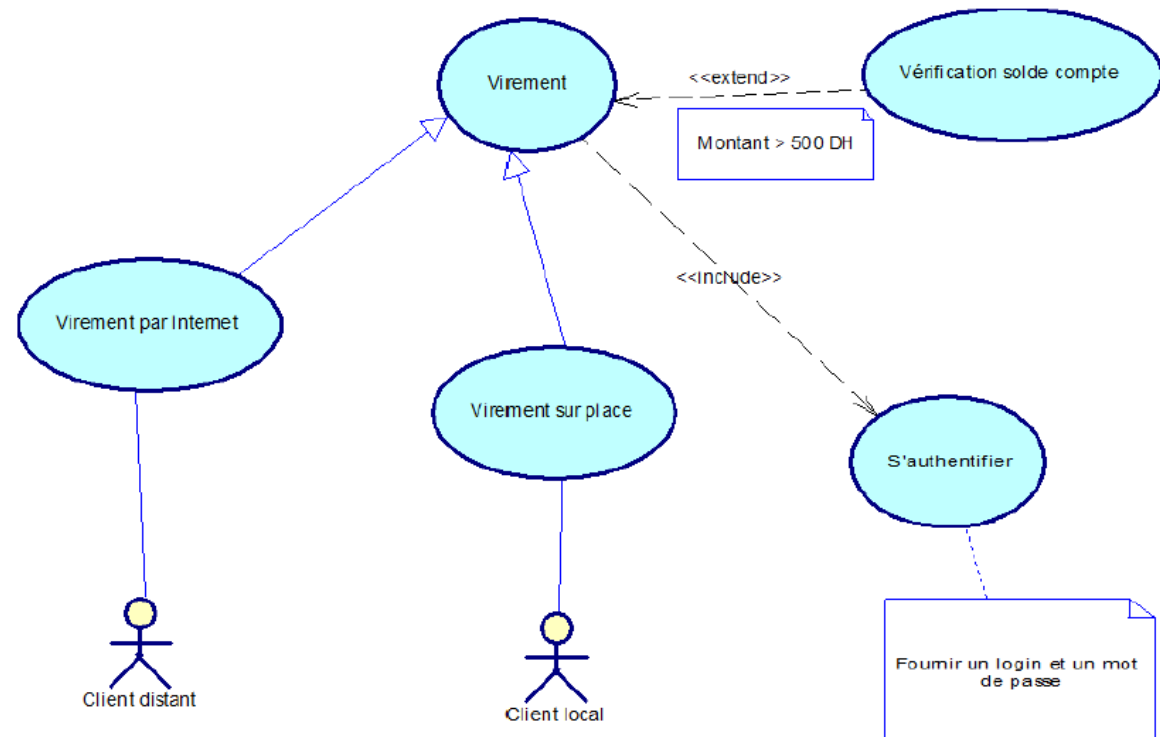 Virement
<<extend>>
Vérification solde compte
Montant > 500 DH
<<include>>
Virement par Internet
Virement sur place
S'authentifier
Client distant
Client local
Fournir un login et un mot
de passe